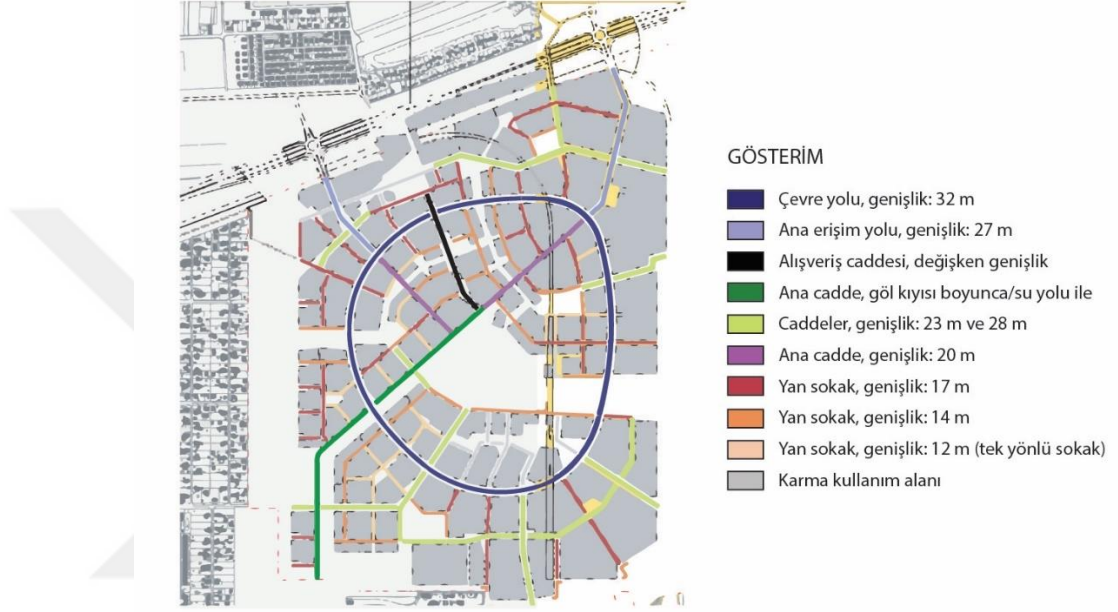 GÖSTERİM
Çevre yolu, genişlik: 32 m
Ana erişim yolu, genişlik: 27 m
Alışveriş caddesi, değişken genişlik
Ana cadde, göl kıyısı boyunca/su yolu ile
Caddeler, genişlik: 23 m ve 28 m
Ana cadde, genişlik: 20 m
Yan sokak, genişlik: 17 m
Yan sokak, genişlik: 14 m
Yan sokak, genişlik: 12 m (tek yönlü sokak)
Karma kullanım alanı